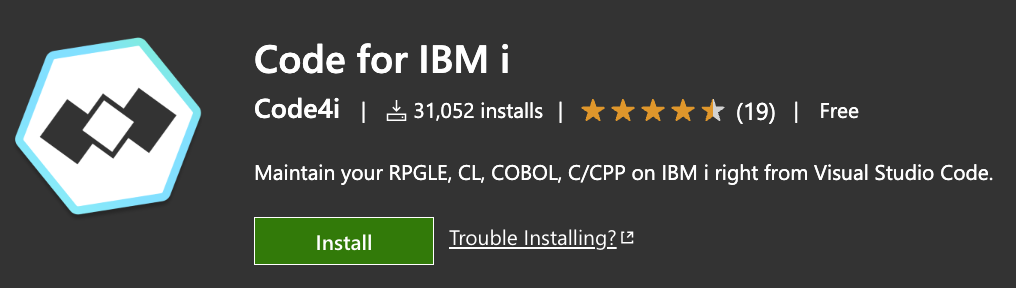 Code for IBM i
Code4i | 31,052 installs | (19) | Free
Maintain your RPGLE, CL, COBOL, C/CPP on IBM i right from Visual Studio Code.
Install Trouble Installing?